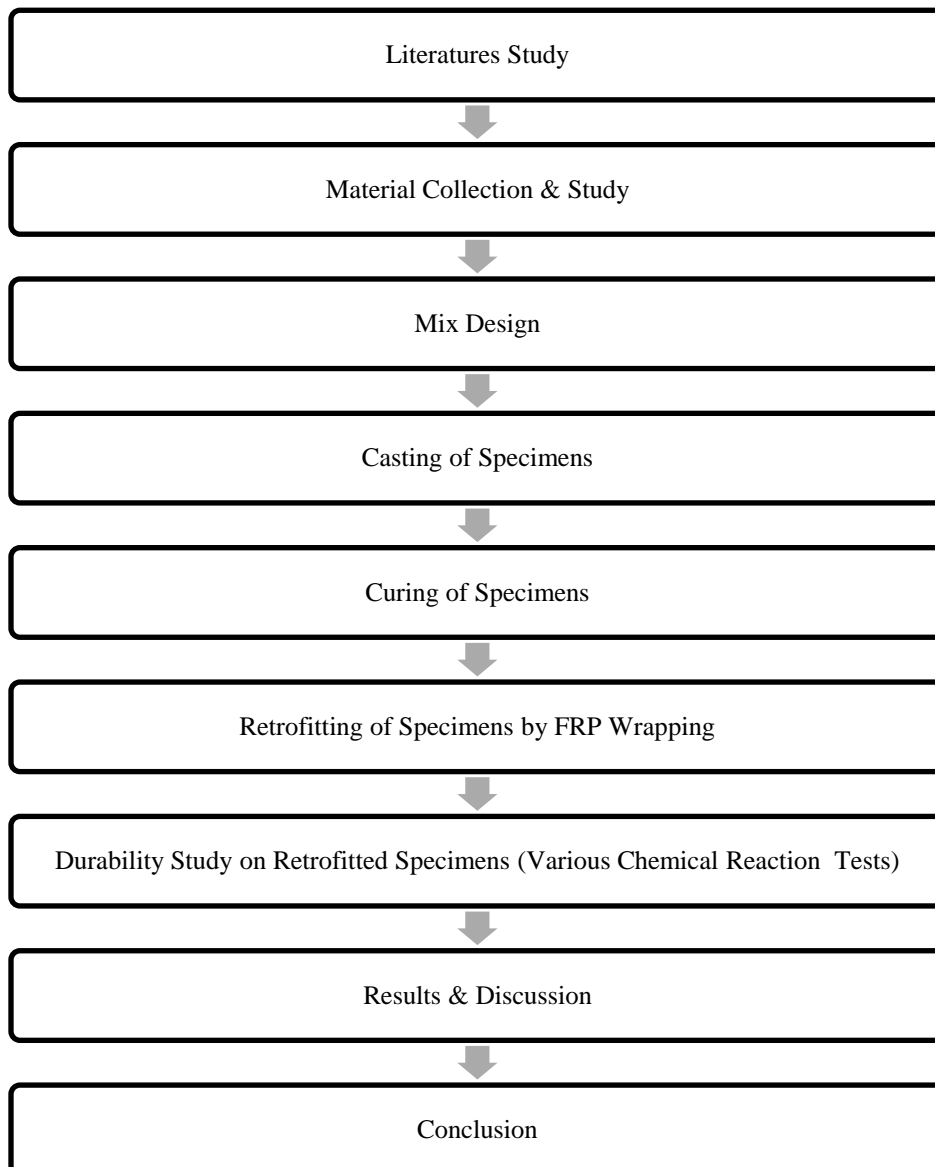 Literatures Study
Material Collection & Study
Mix Design
Casting of Specimens
Curing of Specimens
Retrofitting of Specimens by FRP Wrapping
Durability Study on Retrofitted Specimens (Various Chemical Reaction  Tests)
Results & Discussion
Conclusion